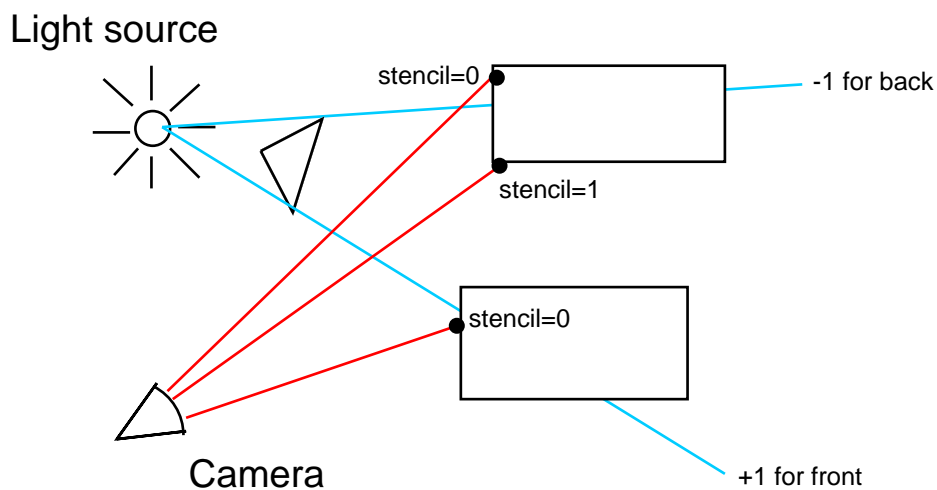 Light source
stencil=0
-1 for back
stencil=1
stencil=0
Camera
+1 for front